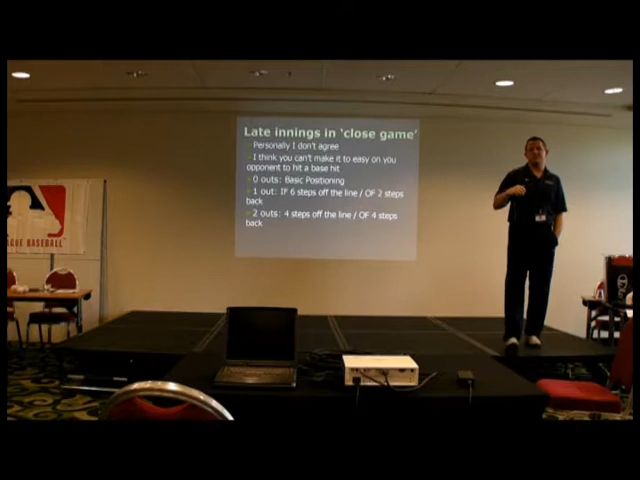 Late innings in 'close game'
Personally I don't agree
I think you can't make it to easy on you
opponent to hit a base hit
0 outs: Basic Positioning
1 out: IF 6 steps off the line / OF 2 steps
back
2 outs: 4 steps off the line / OF 4 steps
back
AGUE BASEBALL